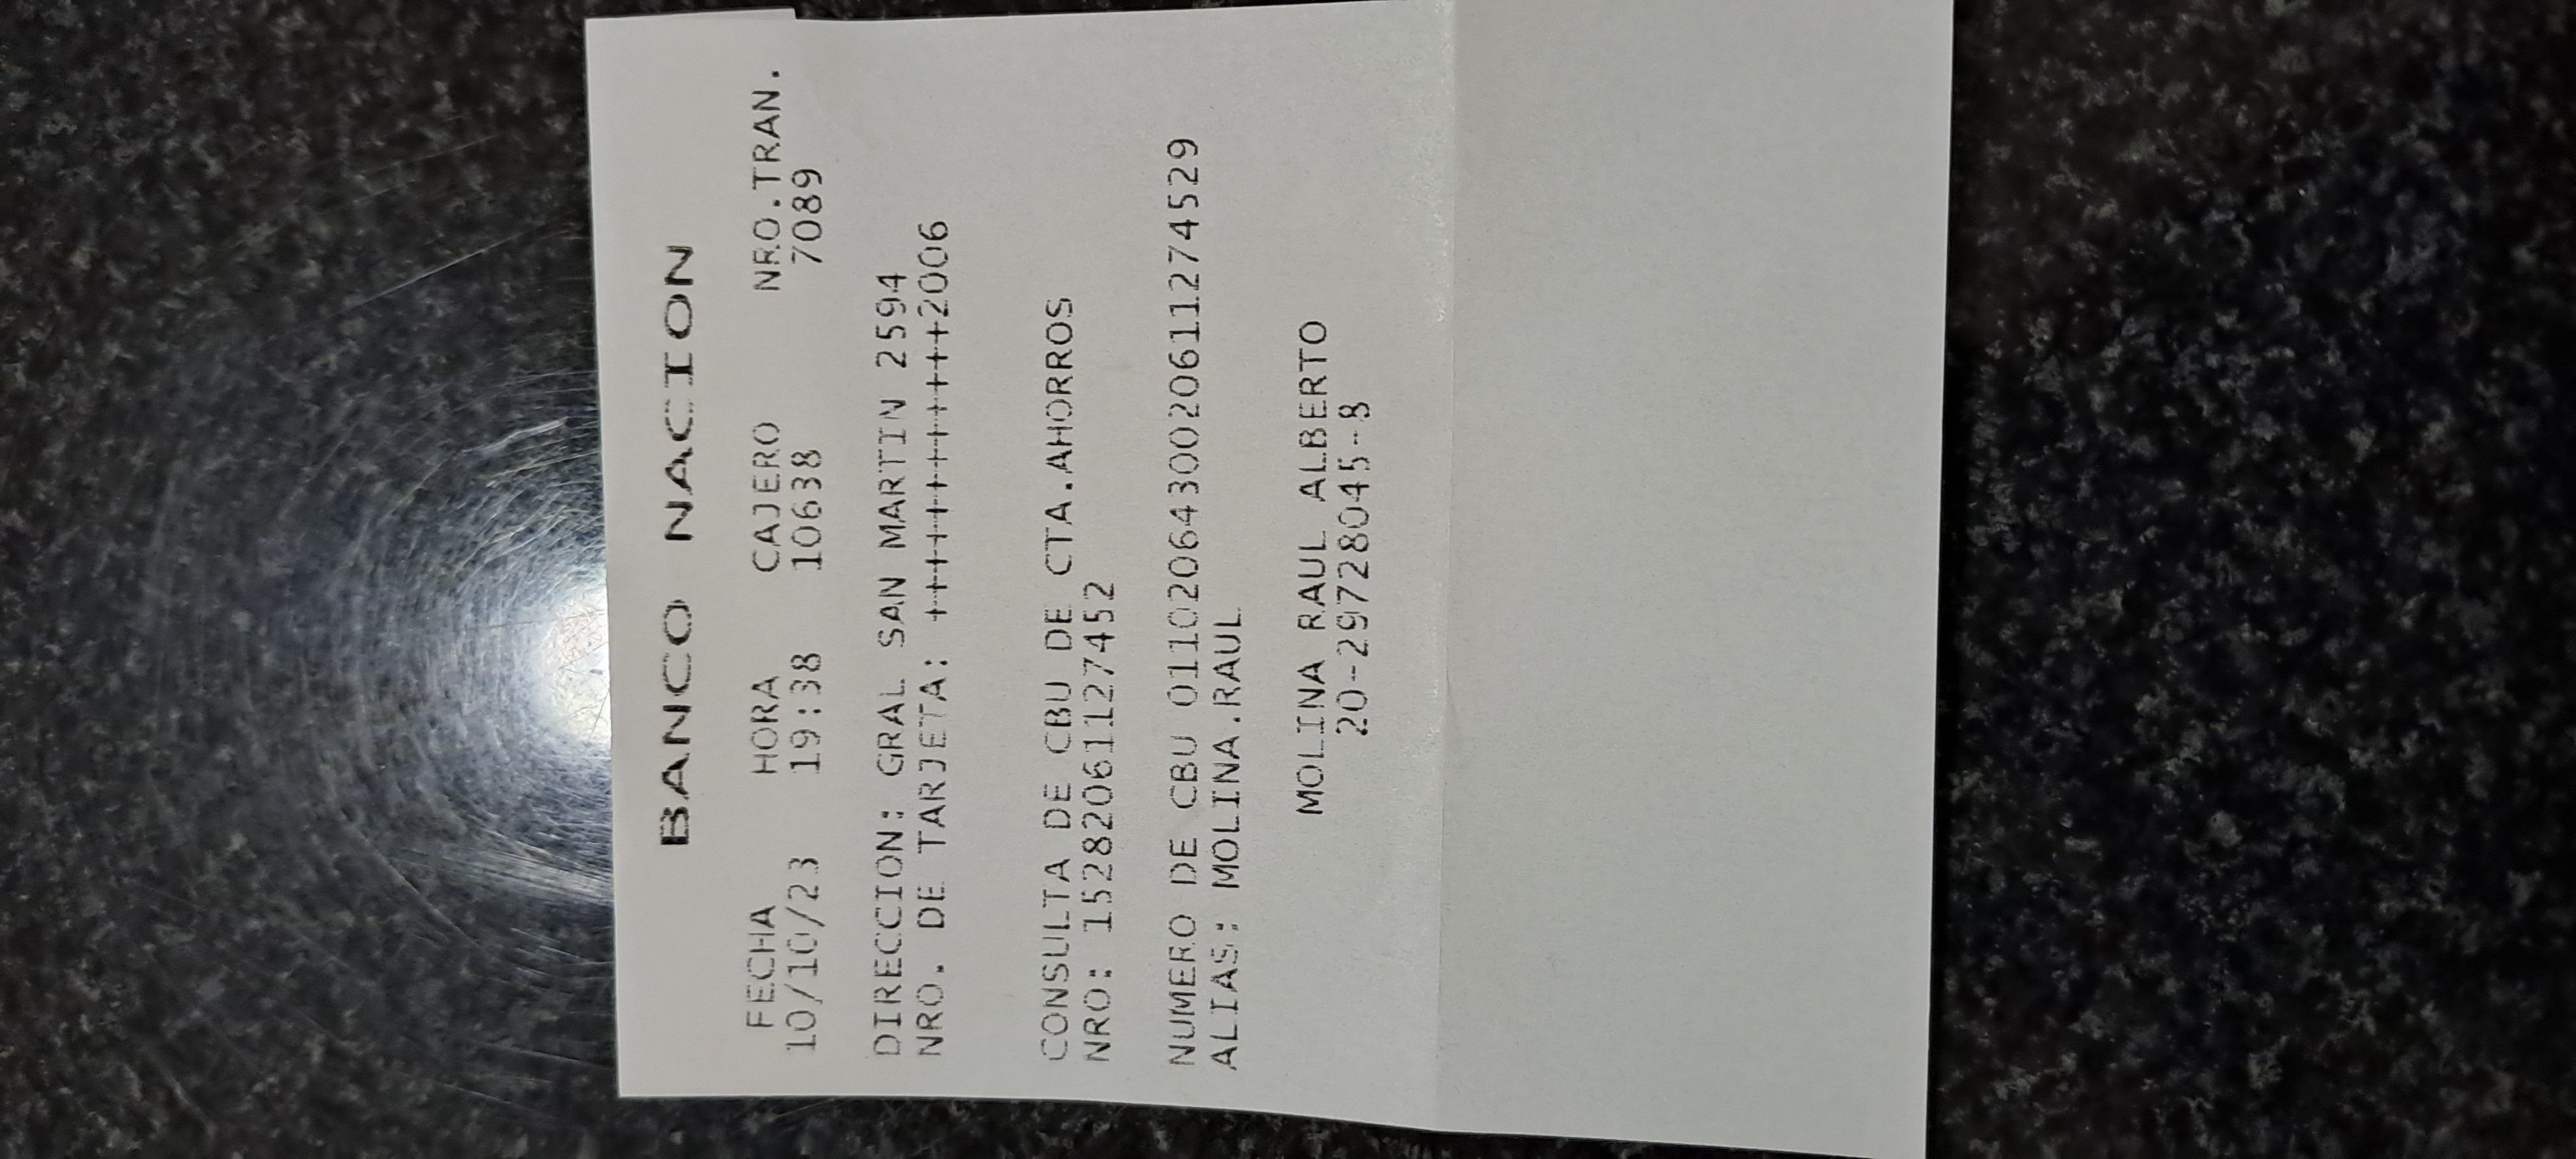 BANCO NACION
FECHA HORA CAJERO NRO.TRAN.
10/10/23 19:38 10638 7089
DIRECCION: GRAL SAN MARTIN 2594
NRO. DE TARJETA: ++++++++++++2006
CONSULTA DE CBU DE CTA.AHORROS
NRO: 15282061127452
NUMERO DE CBU 0110206430020611274529
ALIAS: MOLINA.RAUL
MOLINA RAUL ALBERTO
20-29728045-8